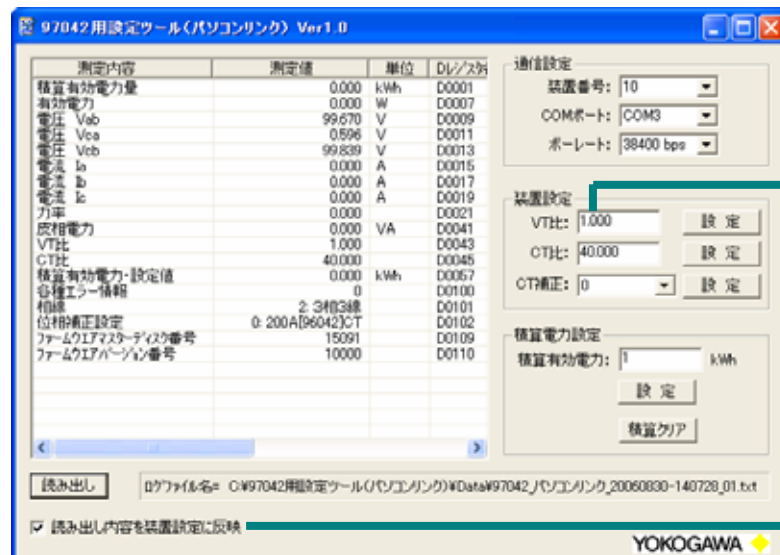 97042用設定ツール(パソコンリンク) Ver1.0
測定内容 測定値 単位 Dレジスタ
積算有効電力量 0.000 kWh D0001
有効電力 0.000 W D0007
電圧 Vab 99.670 V D0009
電圧 Vca 0.596 V D0011
電圧 Vcb 99.839 V D0013
電流 Ia 0.000 A D0015
電流 Ib 0.000 A D0017
電流 Ic 0.000 A D0019
力率 0.000 D0021
皮相電力 0.000 VA D0041
VT比 1.000 D0043
CT比 40.000 D0045
積算有効電力・設定値 0.000 kWh D0057
各種エラー情報 0 D0100
相線 2: 3相3線 D0101
位相補正設定 0: 200A[96042]CT D0102
ファームウエアマスターディスク番号 15091 D0109
ファームウエアバージョン番号 10000 D0110
通信設定
装置番号: 10
COMポート: COM3
ボーレート: 38400 bps
装置設定
VT比: 1.000 設 定
CT比: 40.000 設 定
CT補正: 0 設 定
積算電力設定
積算有効電力: 1 kWh
設 定
積算クリア
読み出し ログファイル名= C:¥97042用設定ツール(パソコンリンク)¥Data¥97042_パソコンリンク_20060830-140728_01.txt
読み出し内容を装置設定に反映
YOKOGAWA